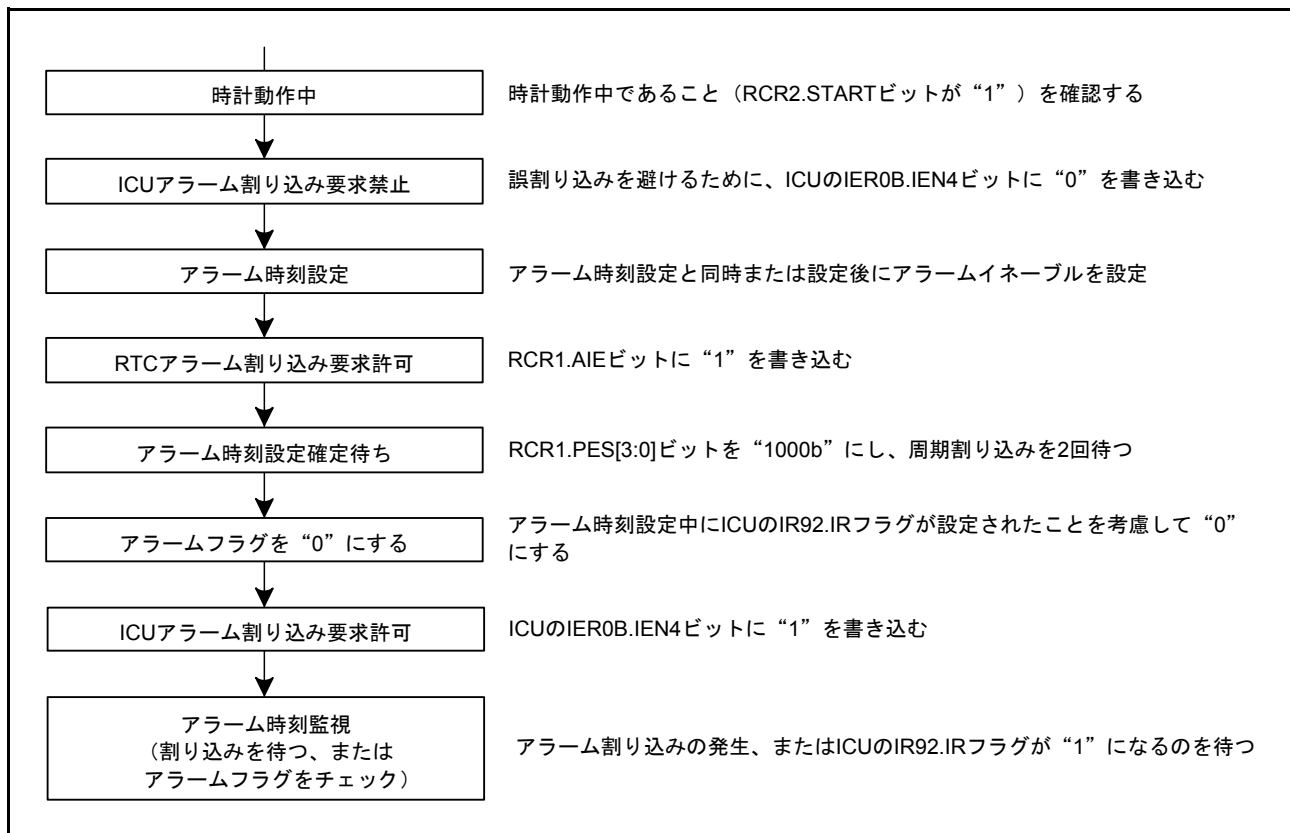 時計動作中
時計動作中であること（RCR2.STARTビットが“1”）を確認する
ICUアラーム割り込み要求禁止
誤割り込みを避けるために、ICUのIER0B.IEN4ビットに“0”を書き込む
アラーム時刻設定
アラーム時刻設定と同時または設定後にアラームイネーブルを設定
RTCアラーム割り込み要求許可
RCR1.AIEビットに“1”を書き込む
アラーム時刻設定確定待ち
RCR1.PES[3:0]ビットを“1000b”にし、周期割り込みを2回待つ
アラームフラグを“0”にする
アラーム時刻設定中にICUのIR92.IRフラグが設定されたことを考慮して“0”
にする
ICUアラーム割り込み要求許可
ICUのIER0B.IEN4ビットに“1”を書き込む
アラーム時刻監視
（割り込みを待つ、または
アラームフラグをチェック）
アラーム割り込みの発生、またはICUのIR92.IRフラグが“1”になるのを待つ